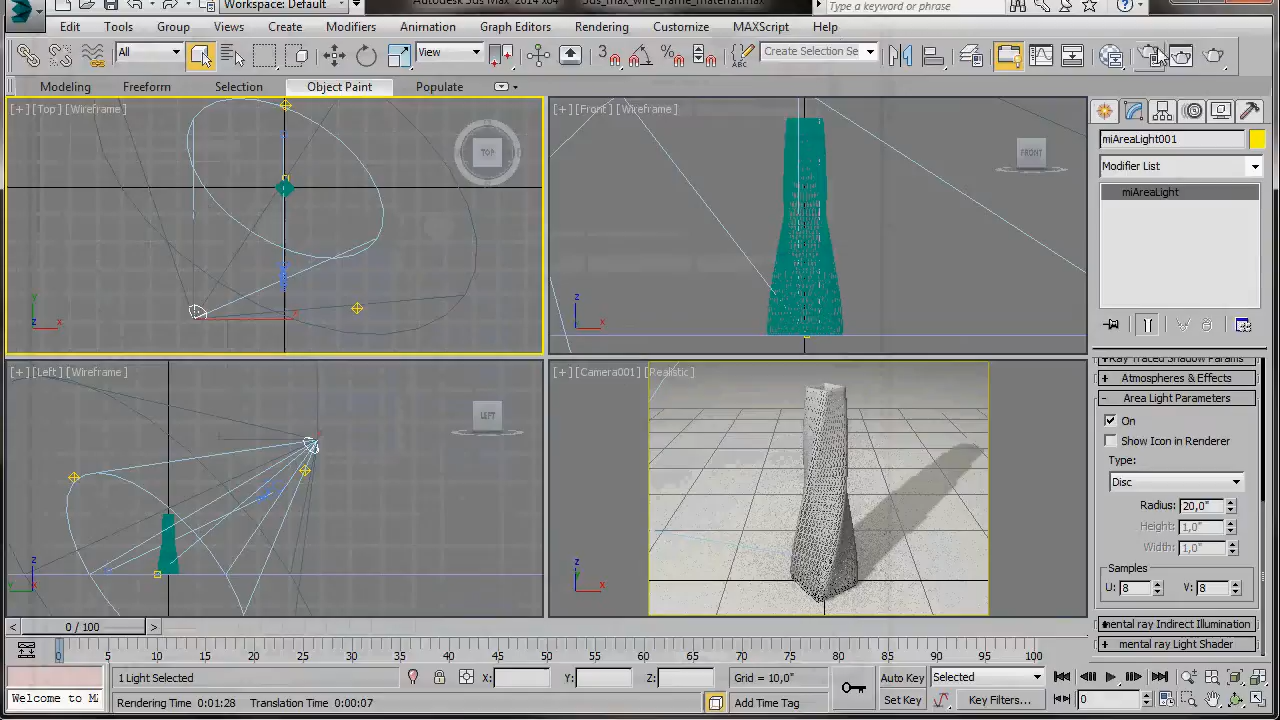 Workspace: Default
Autodesk 3ds Max 2014 x64
3ds_max_wire_frame_material.max
Type a keyword or phrase
Edit Tools Group Views Create Modifiers Animation Graph Editors Rendering Customize MAXScript Help
All
View
3
Create Selection Se
Modeling Freeform Selection Object Paint Populate
[+] [Top] [Wireframe]
TOP
[+] [Front] [Wireframe]
FRONT
miAreaLight001
Modifier List
miAreaLight
[+] [Left] [Wireframe]
LEFT
[+] [Camera001] [Realistic]
Ray Traced Shadow Params
+ Atmospheres & Effects
- Area Light Parameters
On
Show Icon in Renderer
Type:
Disc
Radius: 20,0"
Height: 1,0"
Width: 1,0"
Samples
U: 8 V: 8
mental ray Indirect Illumination
+ mental ray Light Shader
< 0 / 100 >
0 5 10 15 20 25 30 35 40 45 50 55 60 65 70 75 80 85 90 95 100
1 Light Selected
X: Y: Z:
Grid = 10,0"
Auto Key
Selected
Welcome to MA
Rendering Time 0:01:28 Translation Time 0:00:07
Add Time Tag
Set Key
Key Filters...
0